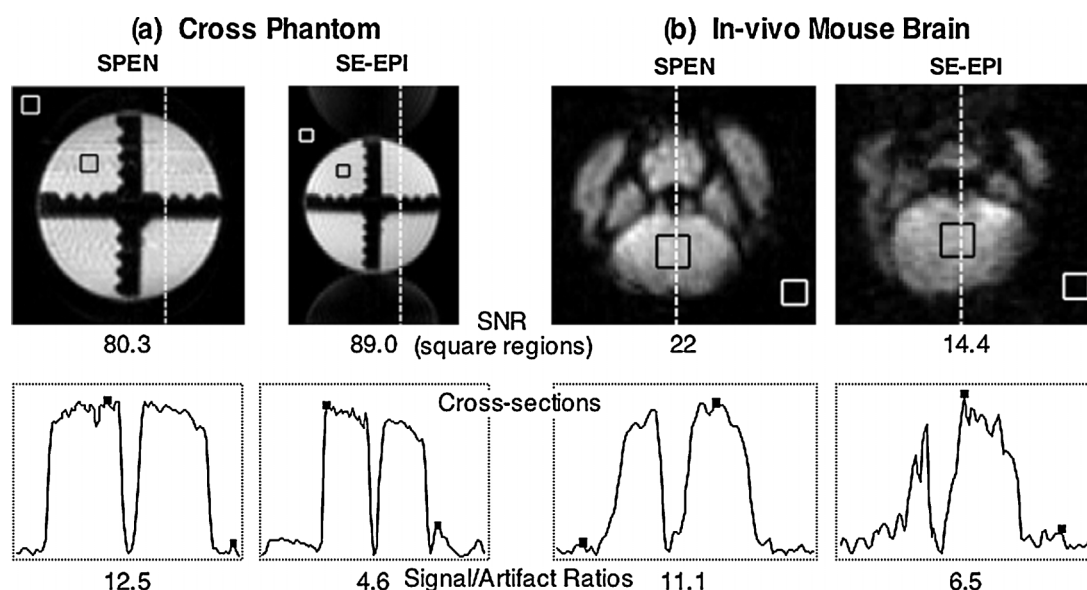 (a) Cross Phantom
(b) In-vivo Mouse Brain
SPEN
SE-EPI
SPEN
SE-EPI
SNR
(square regions)
80.3
89.0
22
14.4
Cross-sections
12.5
4.6
Signal/Artifact Ratios
11.1
6.5